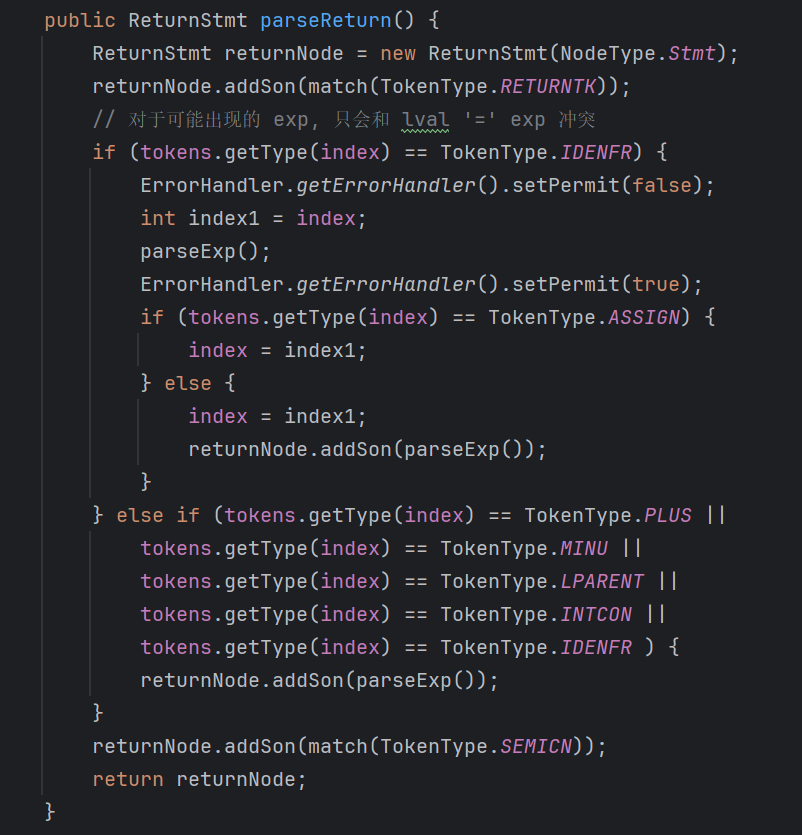 public ReturnStmt parseReturn() {
    ReturnStmt returnNode = new ReturnStmt(NodeType.Stmt);
    returnNode.addSon(match(TokenType.RETURNTK));
    // 对于可能出现的 exp, 只会和 lval '=' exp 冲突
    if (tokens.getType(index) == TokenType.IDENFR) {
        ErrorHandler.getErrorHandler().setPermit(false);
        int index1 = index;
        parseExp();
        ErrorHandler.getErrorHandler().setPermit(true);
        if (tokens.getType(index) == TokenType.ASSIGN) {
            index = index1;
        } else {
            index = index1;
            returnNode.addSon(parseExp());
        }
    } else if (tokens.getType(index) == TokenType.PLUS ||
        tokens.getType(index) == TokenType.MINU ||
        tokens.getType(index) == TokenType.LPARENT ||
        tokens.getType(index) == TokenType.INTCON ||
        tokens.getType(index) == TokenType.IDENFR ) {
        returnNode.addSon(parseExp());
    }
    returnNode.addSon(match(TokenType.SEMICN));
    return returnNode;
}